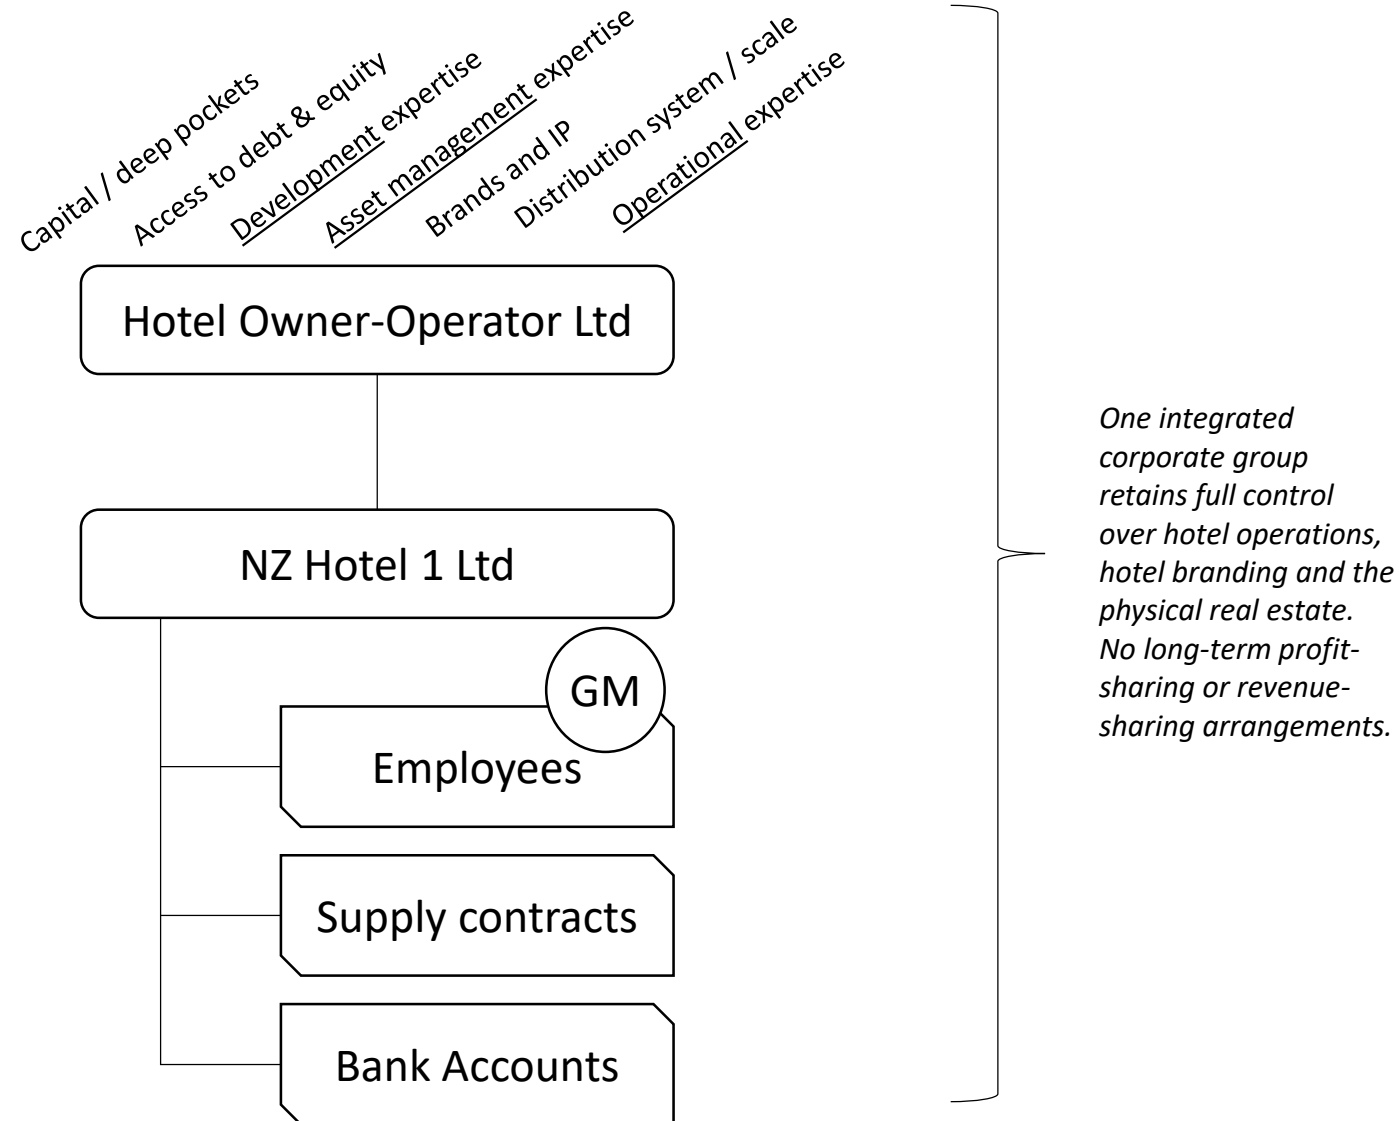 Capital / deep pockets
Access to debt & equity
Development expertise
Asset management expertise
Brands and IP
Distribution system / scale
Operational expertise
Hotel Owner-Operator Ltd
NZ Hotel 1 Ltd
GM
Employees
Supply contracts
Bank Accounts
One integrated
corporate group
retains full control
over hotel operations,
hotel branding and the
physical real estate.
No long-term profit-
sharing or revenue-
sharing arrangements.